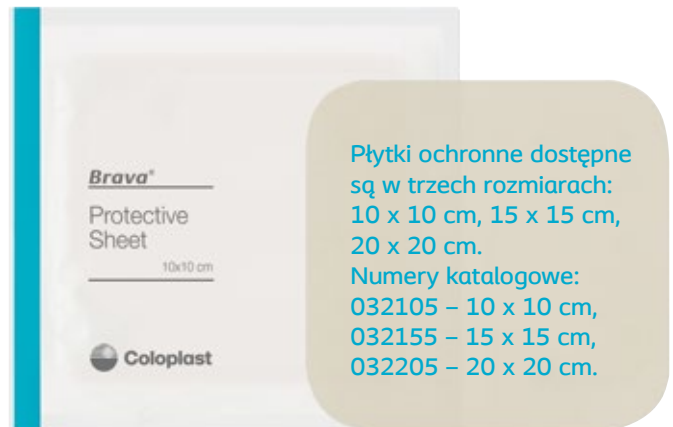 Brava®
Protective
Sheet
10x10 cm
Coloplast
Płytki ochronne dostępne
są w trzech rozmiarach:
10 x 10 cm, 15 x 15 cm,
20 x 20 cm.
Numery katalogowe:
032105 – 10 x 10 cm,
032155 – 15 x 15 cm,
032205 – 20 x 20 cm.